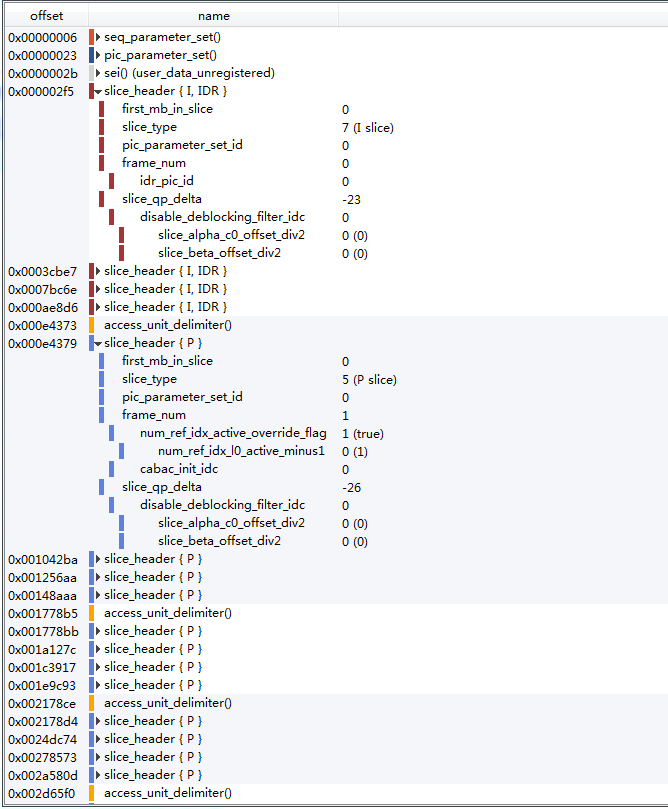 offset name
0x00000006 seq_parameter_set()
0x00000023 pic_parameter_set()
0x0000002b sei() (user_data_unregistered)
0x000002f5 slice_header { I, IDR }
first_mb_in_slice 0
slice_type 7 (I slice)
pic_parameter_set_id 0
frame_num 0
idr_pic_id 0
slice_qp_delta -23
disable_deblocking_filter_idc 0
slice_alpha_c0_offset_div2 0 (0)
slice_beta_offset_div2 0 (0)
0x0003cbe7 slice_header { I, IDR }
0x0007bc6e slice_header { I, IDR }
0x000ae8d6 slice_header { I, IDR }
0x000e4373 access_unit_delimiter()
0x000e4379 slice_header { P }
first_mb_in_slice 0
slice_type 5 (P slice)
pic_parameter_set_id 0
frame_num 1
num_ref_idx_active_override_flag 1 (true)
num_ref_idx_l0_active_minus1 0 (1)
cabac_init_idc 0
slice_qp_delta -26
disable_deblocking_filter_idc 0
slice_alpha_c0_offset_div2 0 (0)
slice_beta_offset_div2 0 (0)
0x001042ba slice_header { P }
0x001256aa slice_header { P }
0x00148aaa slice_header { P }
0x001778b5 access_unit_delimiter()
0x001778bb slice_header { P }
0x001a127c slice_header { P }
0x001c3917 slice_header { P }
0x001e9c93 slice_header { P }
0x002178ce access_unit_delimiter()
0x002178d4 slice_header { P }
0x0024dc74 slice_header { P }
0x00278573 slice_header { P }
0x002a580d slice_header { P }
0x002d65f0 access_unit_delimiter()